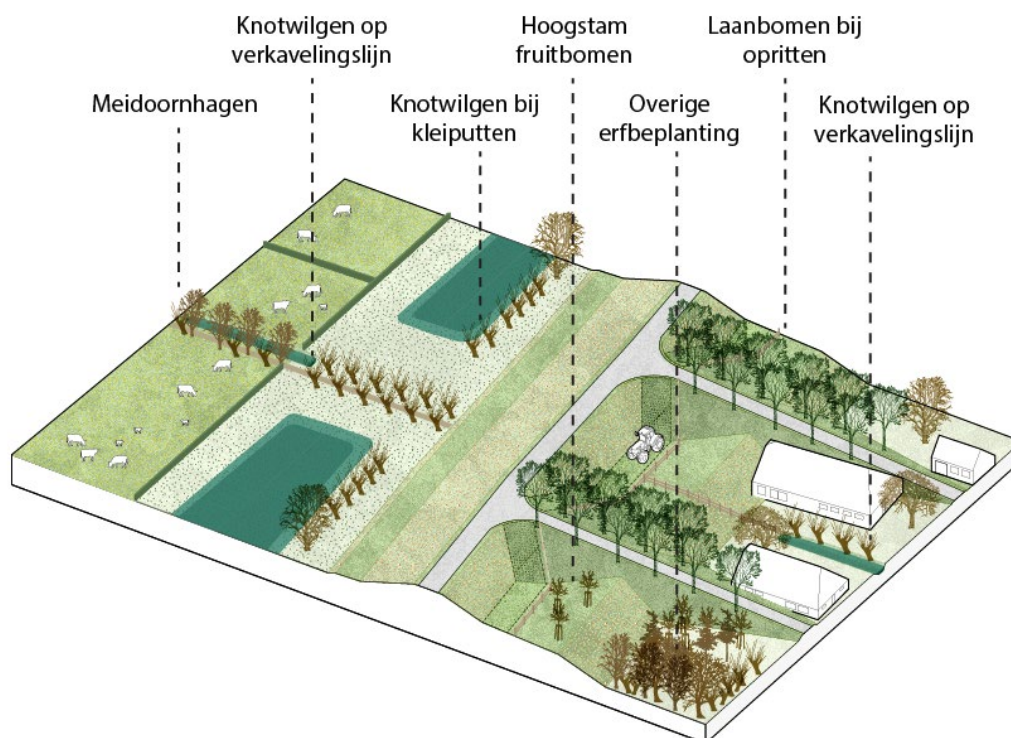 Knotwilgen op
verkavelingslijn
Hoogstam
fruitbomen
Laanbomen bij
opritten
Meidoornhagen
Knotwilgen bij
kleiputten
Overige
erfbeplanting
Knotwilgen op
verkavelingslijn